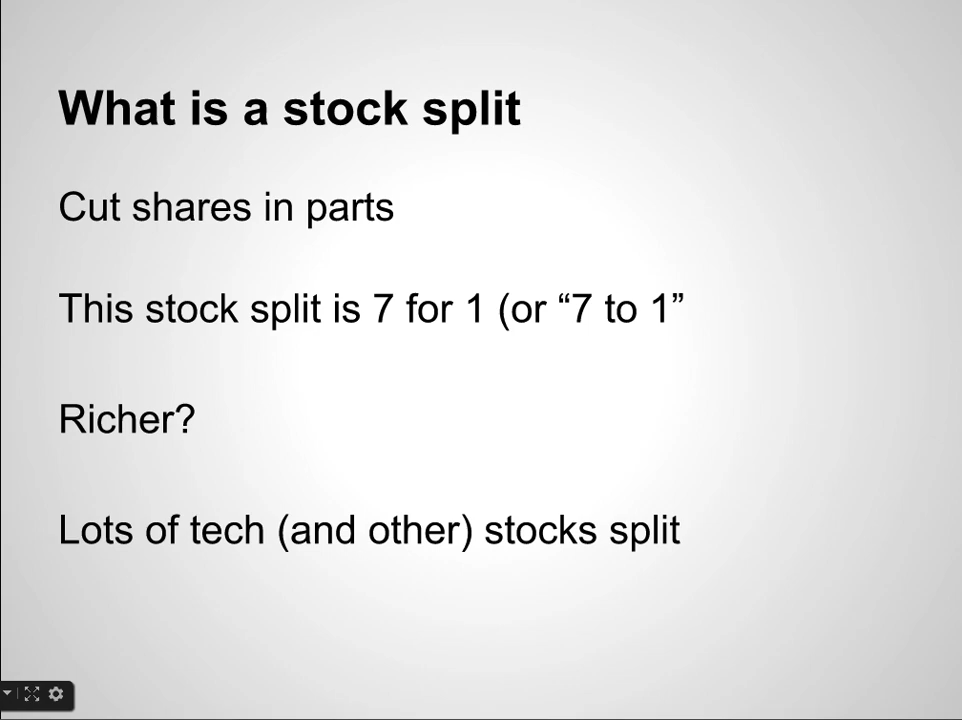 What is a stock split
Cut shares in parts
This stock split is 7 for 1 (or “7 to 1”
Richer?
Lots of tech (and other) stocks split